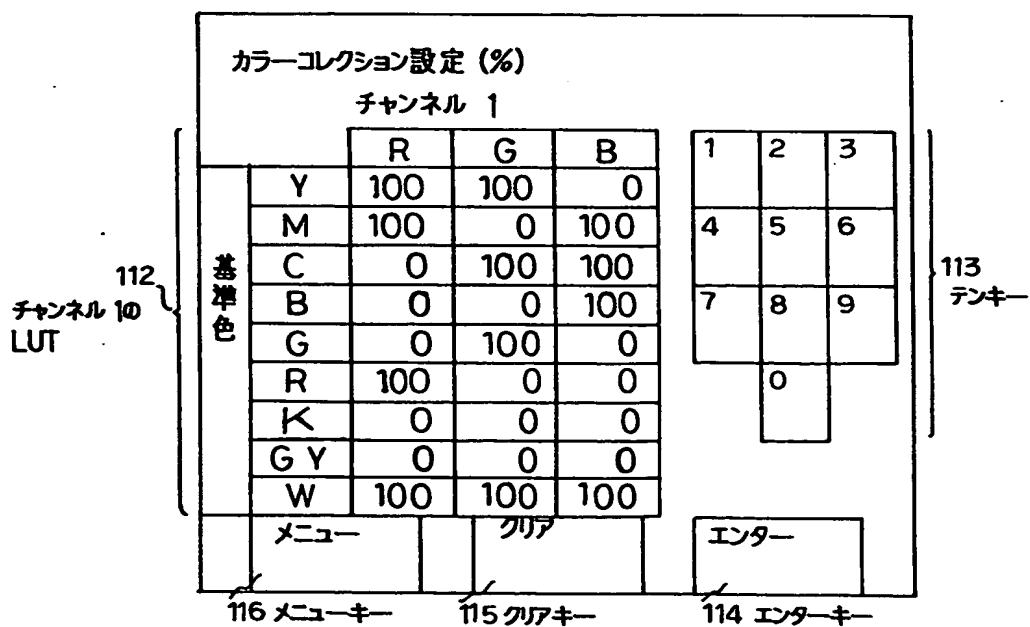 カラーコレクション設定 (%)
チャンネル 1
R G B
Y 100 100 0
M 100 0 100
C 0 100 100
B 0 0 100
G 0 100 0
R 100 0 0
K 0 0 0
G Y 0 0 0
W 100 100 100
基準色
112
チャンネル 1の
LUT
1 2 3
4 5 6
7 8 9
0
113
テンキー
メニュー
クリア
エンター
116 メニューキー
115 クリアキー
114 エンターキー